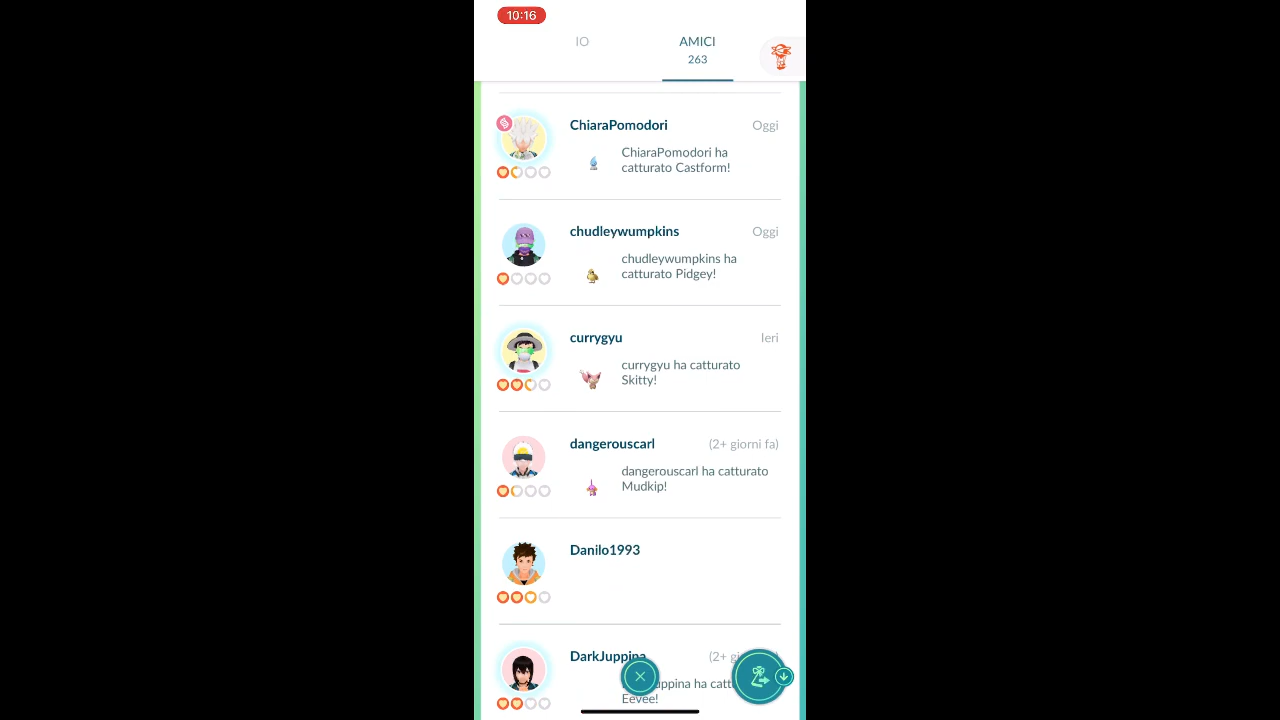 10:16
IO
AMICI
263
ChiaraPomodori
Oggi
ChiaraPomodori ha
catturato Castform!
chudleywumpkins
Oggi
chudleywumpkins ha
catturato Pidgey!
currygyu
Ieri
currygyu ha catturato
Skitty!
dangerouscarl
(2+ giorni fa)
dangerouscarl ha catturato
Mudkip!
Danilo1993
DarkJuppina
(2+
Eevee!